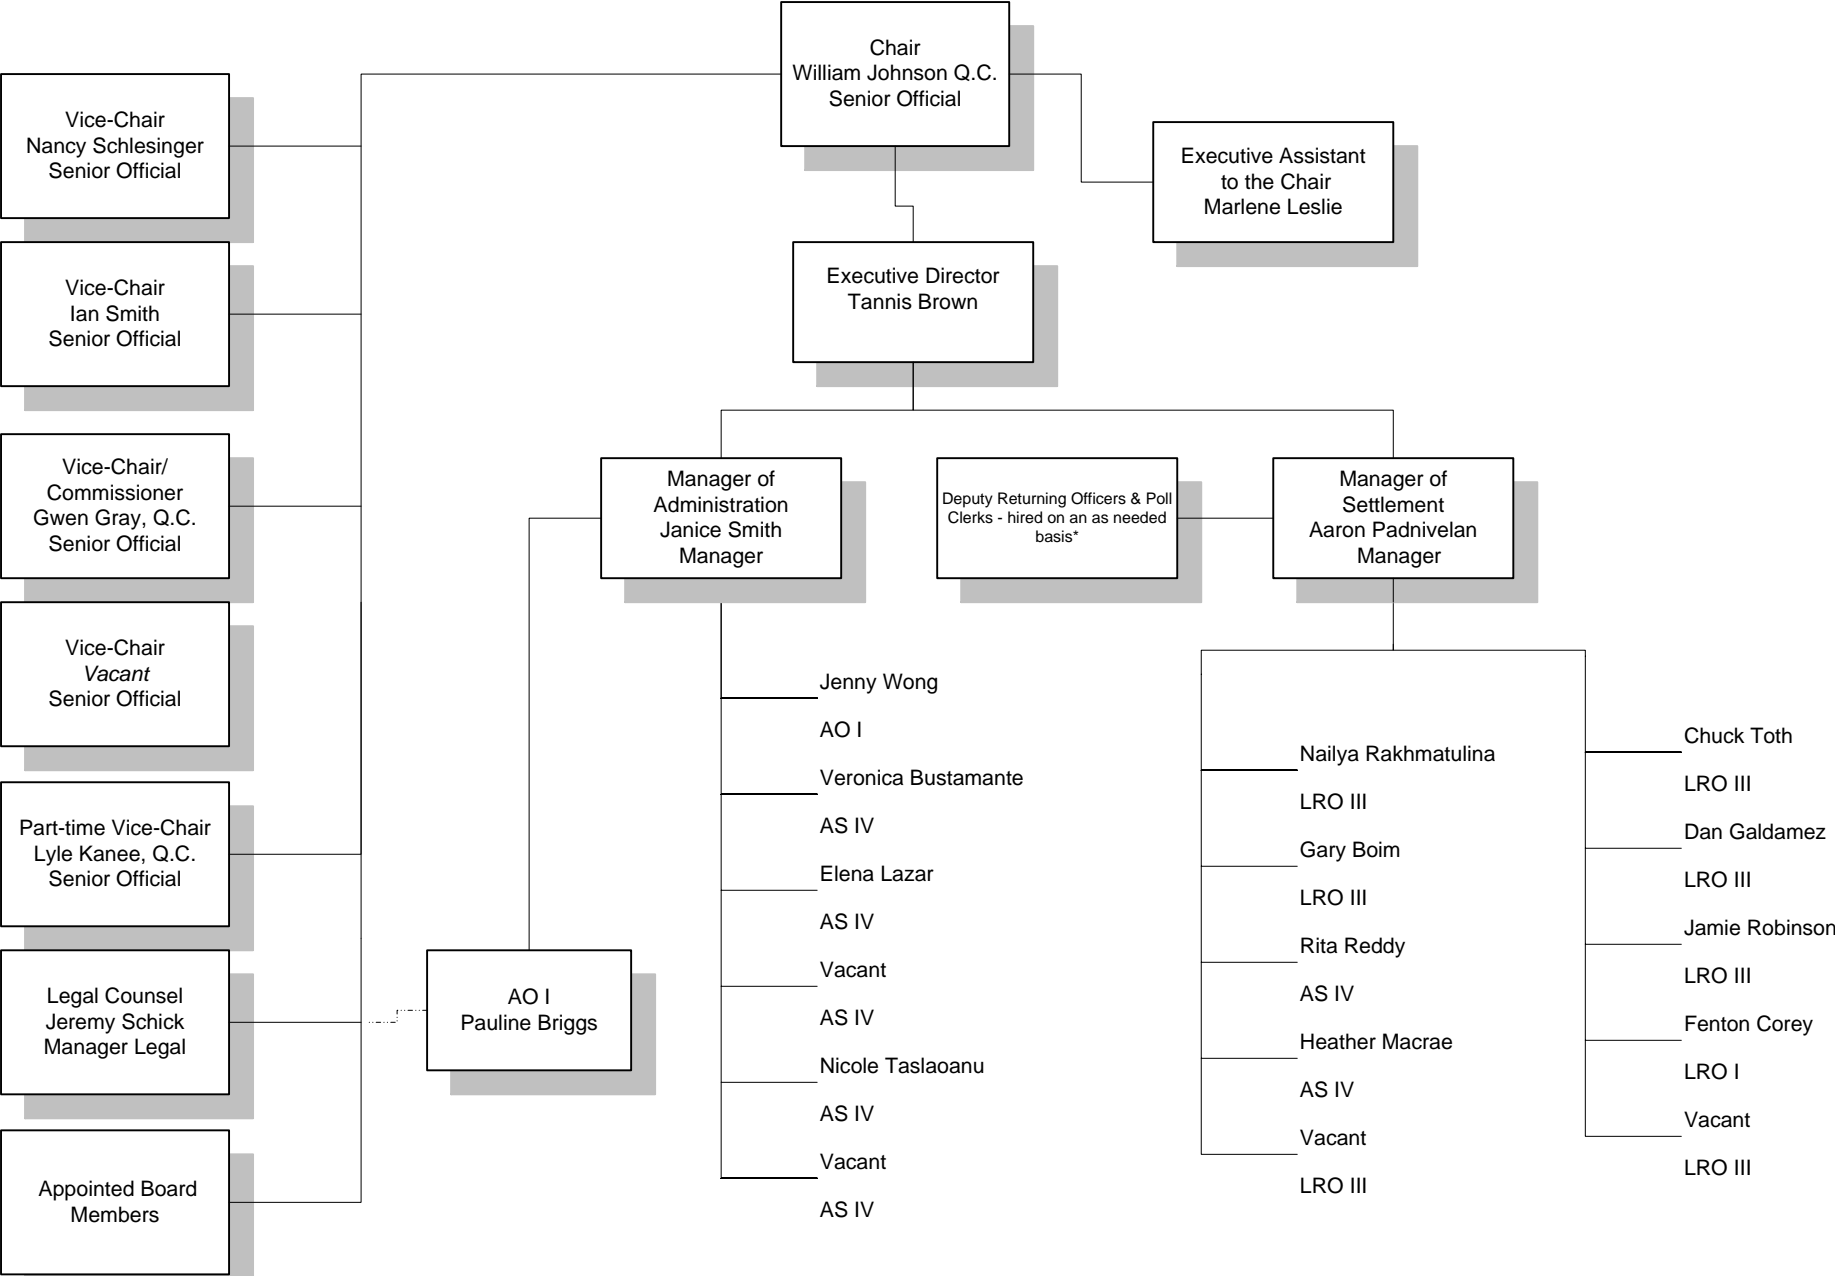 Chair
William Johnson Q.C.
Senior Official
Vice-Chair
Nancy Schlesinger
Senior Official
Executive Assistant
to the Chair
Marlene Leslie
Vice-Chair
Ian Smith
Senior Official
Executive Director
Tannis Brown
Vice-Chair/
Commissioner
Gwen Gray, Q.C.
Senior Official
Manager of
Administration
Janice Smith
Manager
Deputy Returning Officers & Poll
Clerks - hired on an as needed
basis*
Manager of
Settlement
Aaron Padnivelan
Manager
Vice-Chair
Vacant
Senior Official
Part-time Vice-Chair
Lyle Kanee, Q.C.
Senior Official
Legal Counsel
Jeremy Schick
Manager Legal
Appointed Board
Members
AO I
Pauline Briggs
Jenny Wong
AO I
Veronica Bustamante
AS IV
Elena Lazar
AS IV
Vacant
AS IV
Nicole Taslaoanu
AS IV
Vacant
AS IV
Nailya Rakhmatulina
LRO III
Gary Boim
LRO III
Rita Reddy
AS IV
Heather Macrae
AS IV
Vacant
LRO III
Chuck Toth
LRO III
Dan Galdamez
LRO III
Jamie Robinson
LRO III
Fenton Corey
LRO I
Vacant
LRO III